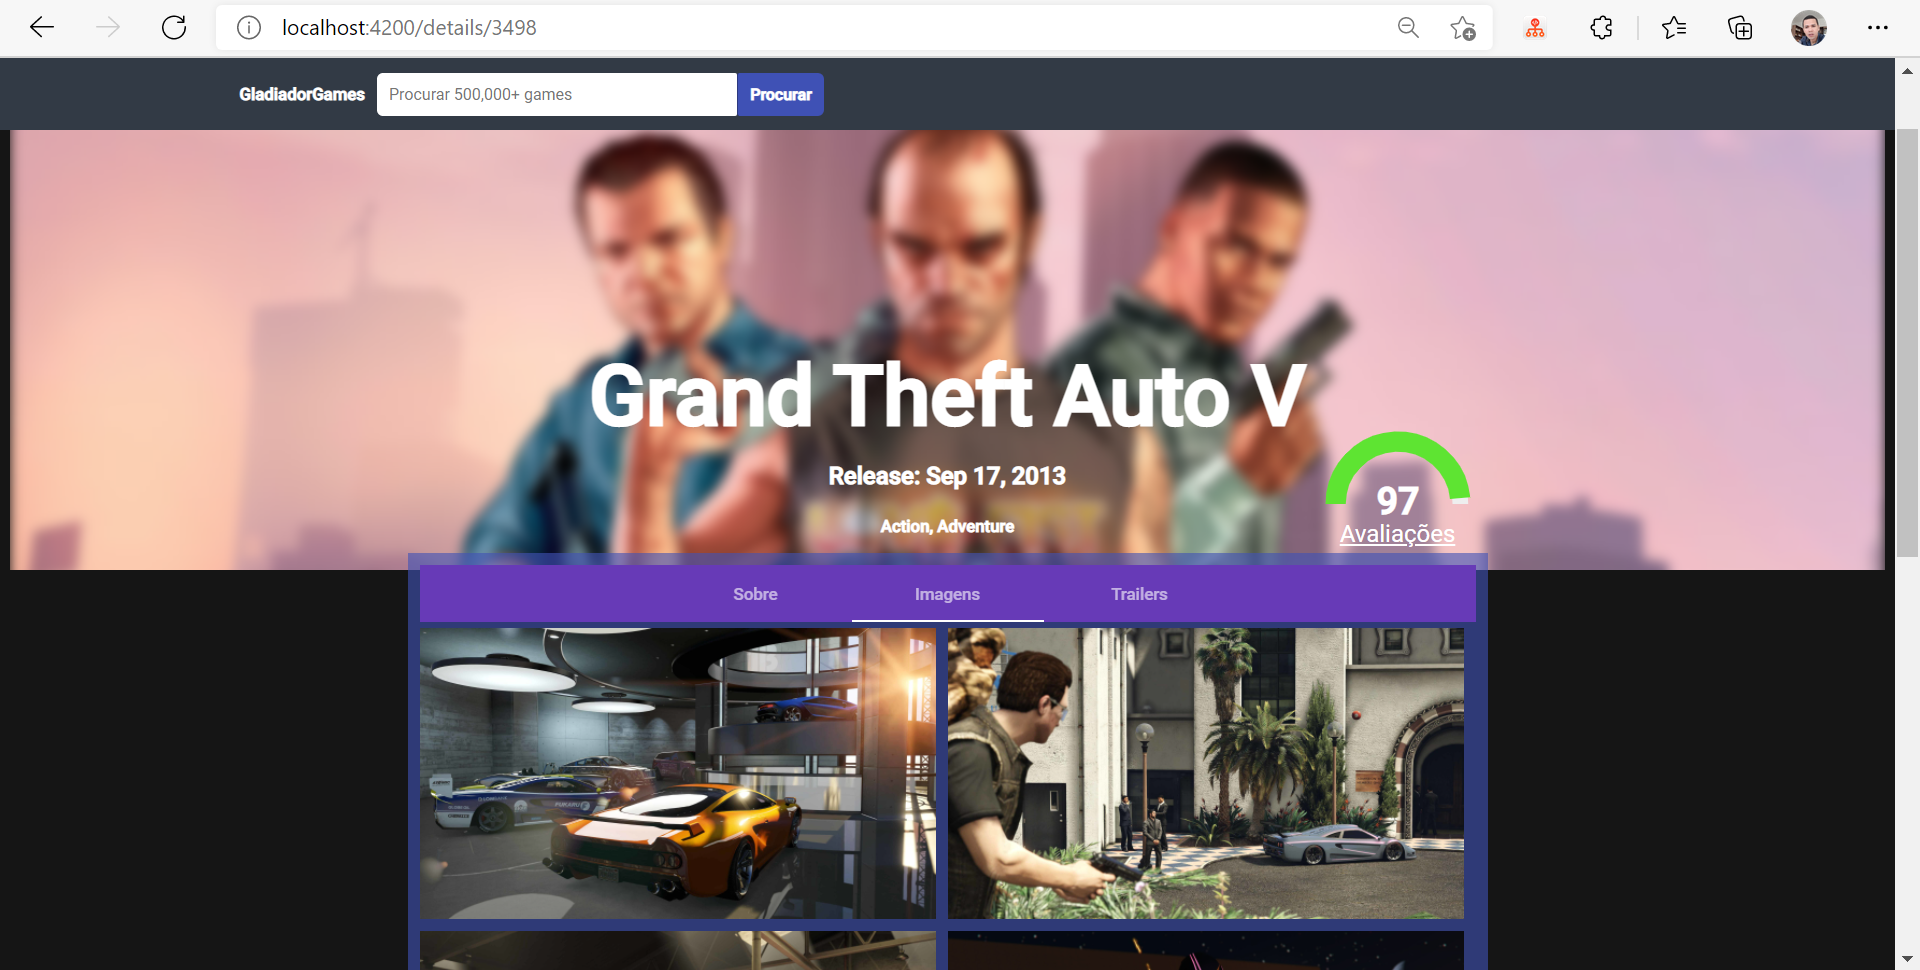 localhost:4200/details/3498
GladiadorGames
Procurar 500,000+ games
Procurar
Grand Theft Auto V
Release: Sep 17, 2013
Action, Adventure
97
Avaliações
Sobre
Imagens
Trailers